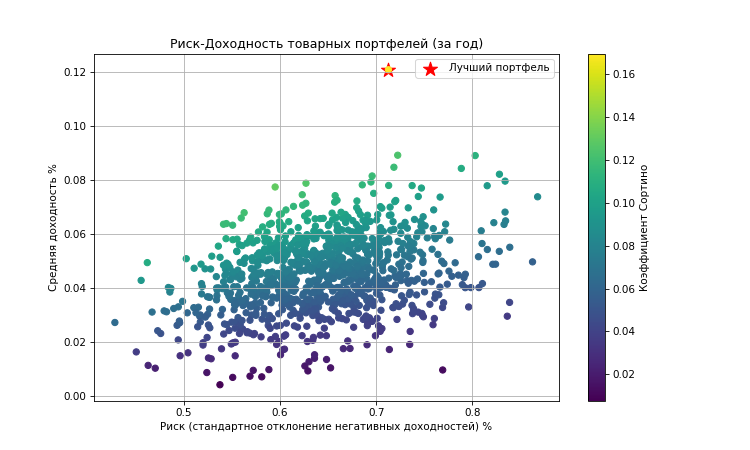 Риск-Доходность товарных портфелей (за год)
Лучший портфель
Средняя доходность %
0.12
0.10
0.08
0.06
0.04
0.02
0.00
0.5 0.6 0.7 0.8
Риск (стандартное отклонение негативных доходностей) %
0.16
0.14
0.12
0.10
0.08
0.06
0.04
0.02
Коэффициент Сортино